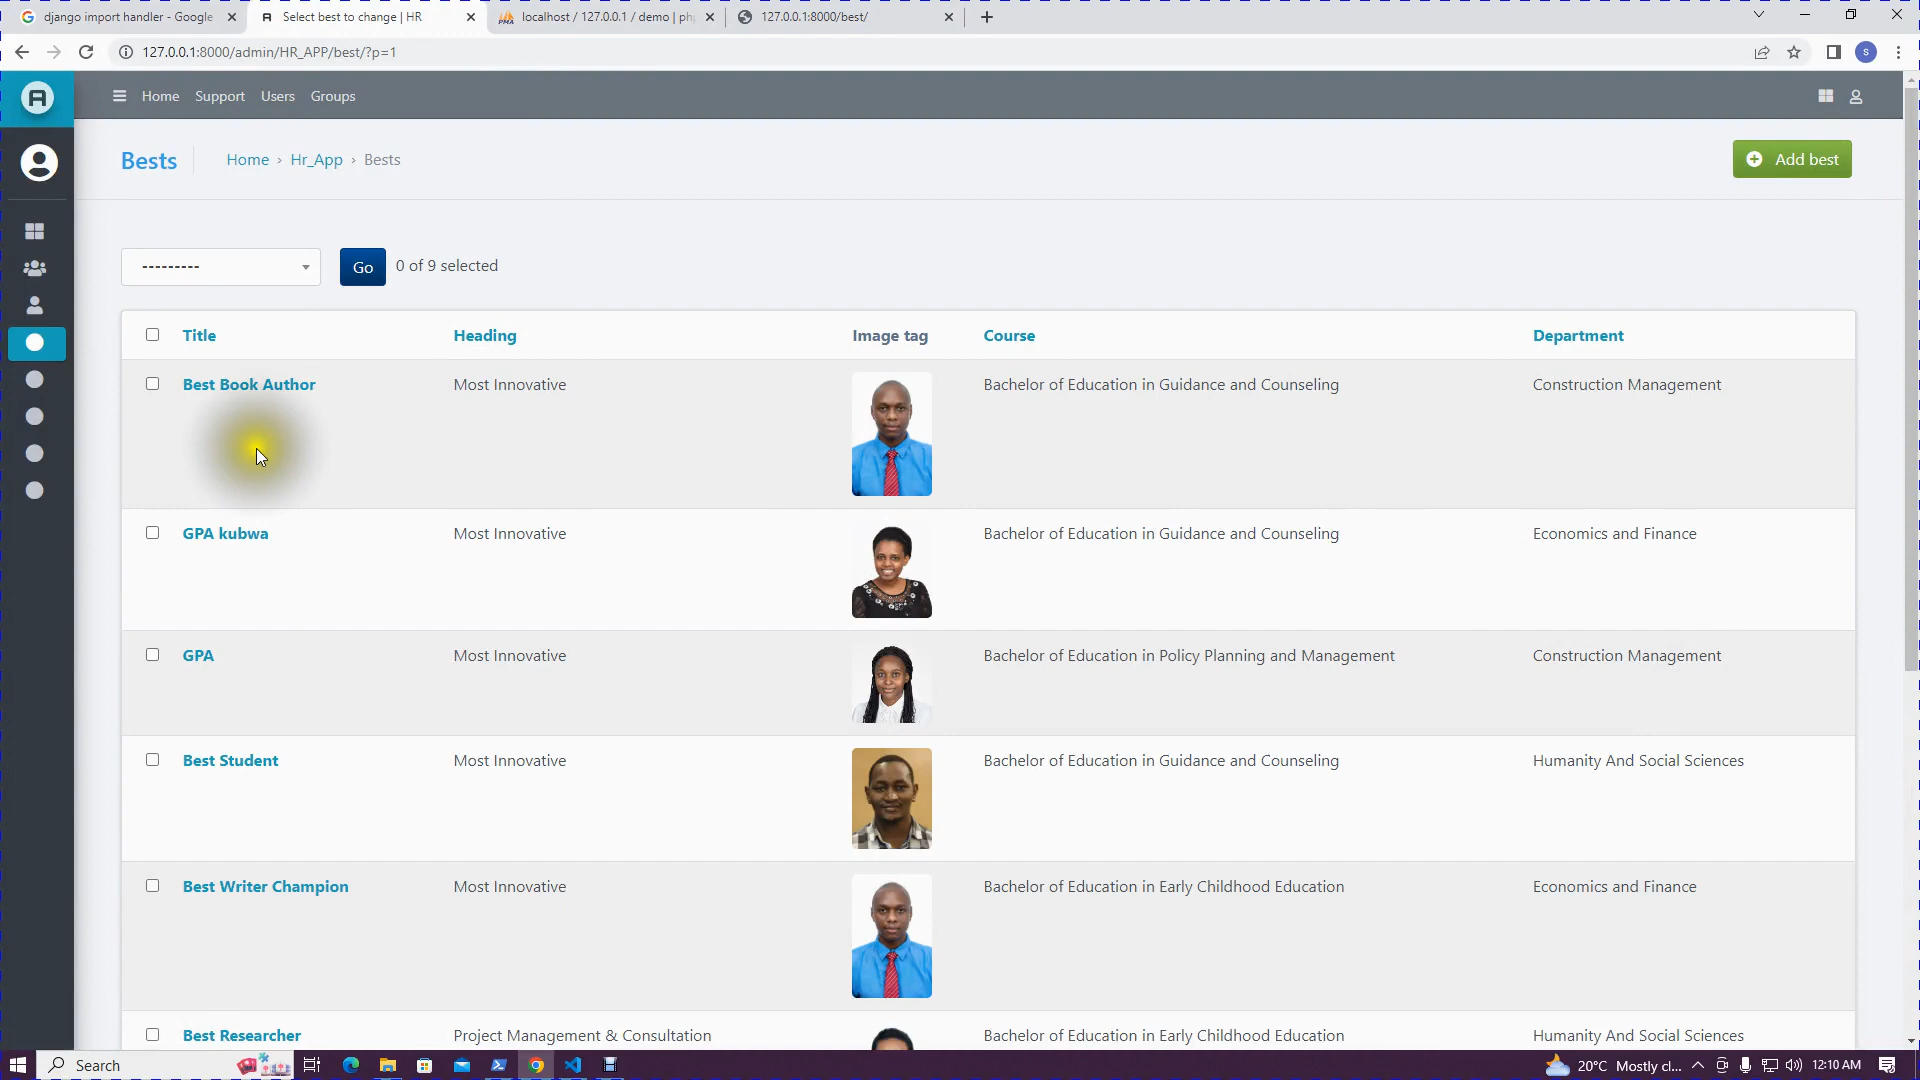 django import handler - Google
Select best to change | HR
localhost / 127.0.0.1 / demo | ph
127.0.0.1:8000/best/
127.0.0.1:8000/admin/HR_APP/best/?p=1
S
Home Support Users Groups
Bests
Home › Hr_App › Bests
Add best
---------
Go
0 of 9 selected
Title Heading Image tag Course Department
Best Book Author Most Innovative Bachelor of Education in Guidance and Counseling Construction Management
GPA kubwa Most Innovative Bachelor of Education in Guidance and Counseling Economics and Finance
GPA Most Innovative Bachelor of Education in Policy Planning and Management Construction Management
Best Student Most Innovative Bachelor of Education in Guidance and Counseling Humanity And Social Sciences
Best Writer Champion Most Innovative Bachelor of Education in Early Childhood Education Economics and Finance
Best Researcher Project Management & Consultation Bachelor of Education in Early Childhood Education Humanity And Social Sciences
Search
20°C Mostly cl...
12:10 AM